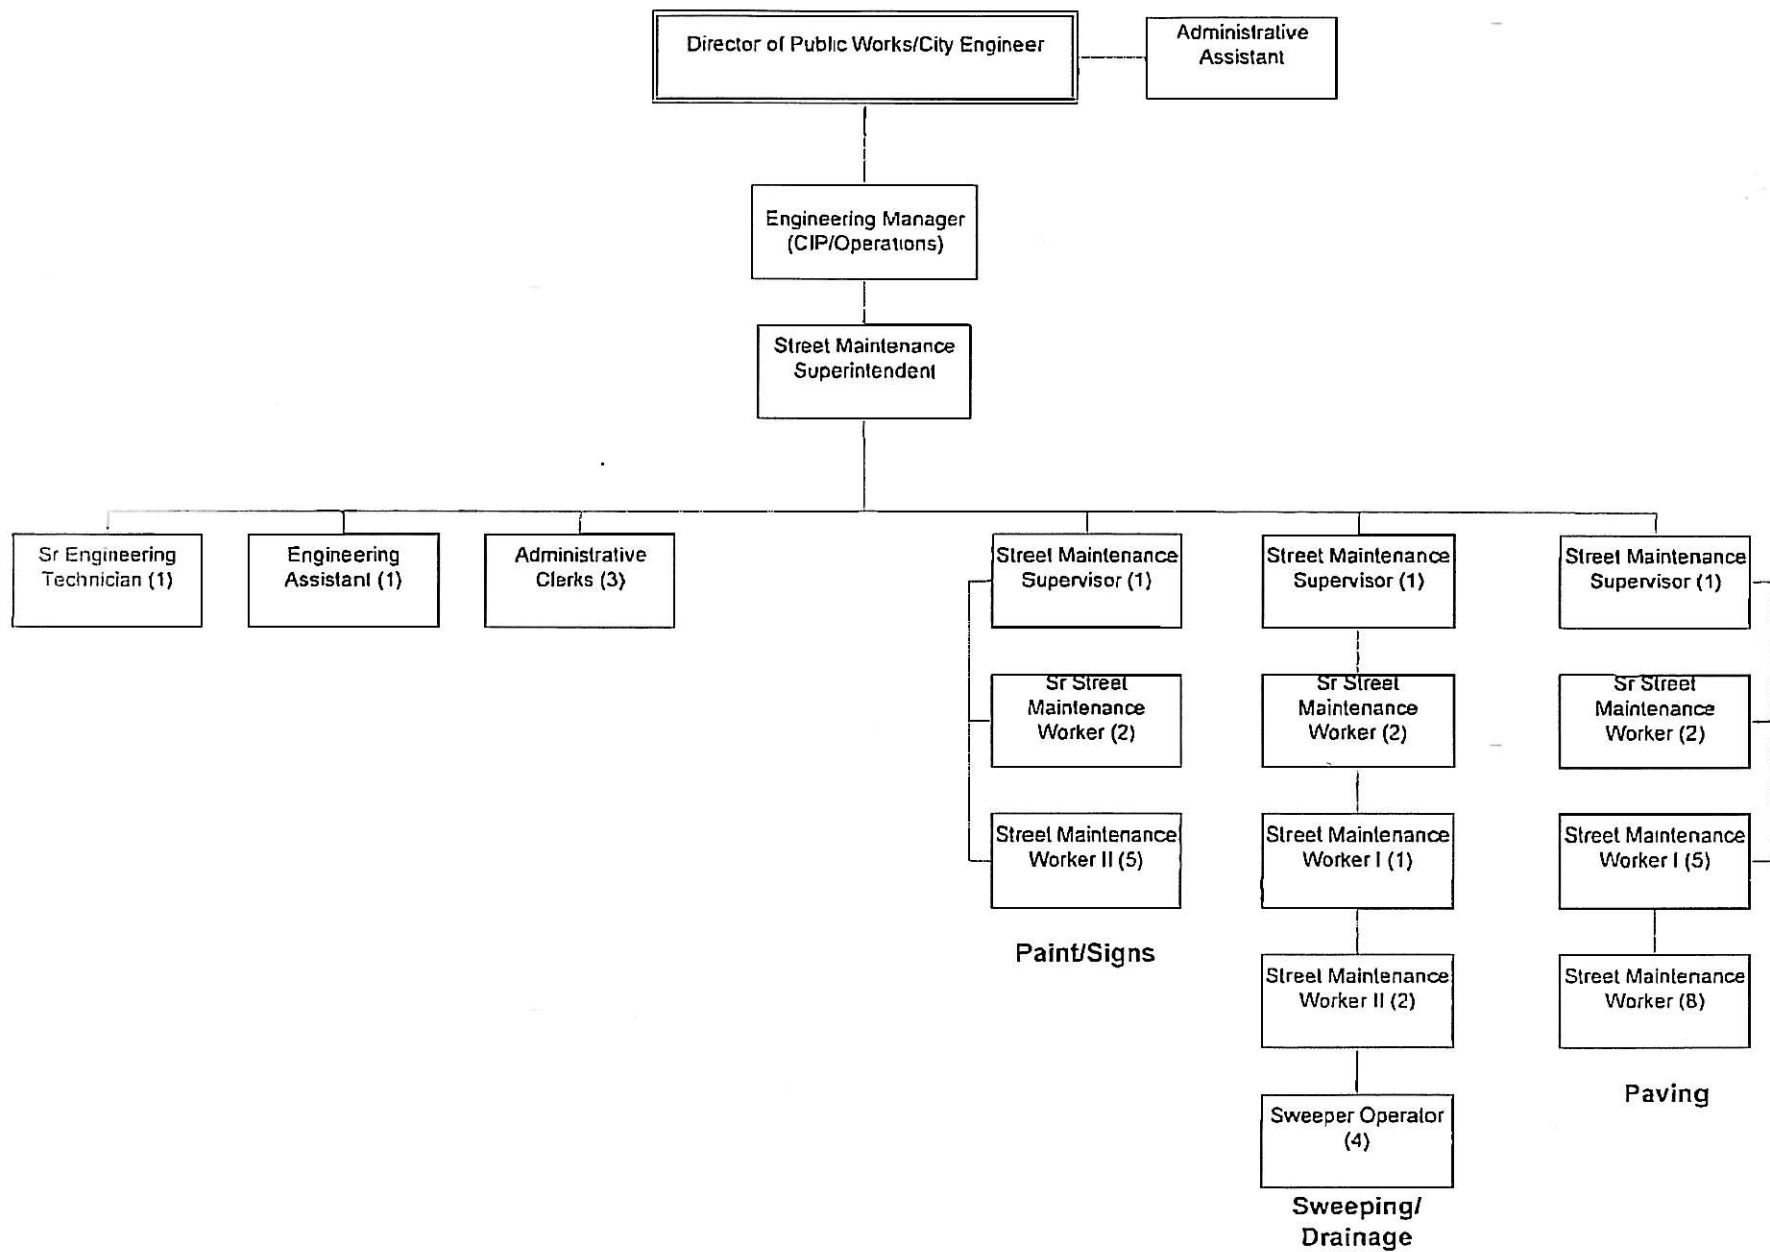 Director of Public Works/City Engineer
Administrative
Assistant
Engineering Manager
(CIP/Operations)
Street Maintenance
Superintendent
Sr Engineering
Technician (1)
Engineering
Assistant (1)
Administrative
Clerks (3)
Street Maintenance
Supervisor (1)
Street Maintenance
Supervisor (1)
Street Maintenance
Supervisor (1)
Sr Street
Maintenance
Worker (2)
Sr Street
Maintenance
Worker (2)
Sr Street
Maintenance
Worker (2)
Street Maintenance
Worker II (5)
Street Maintenance
Worker I (1)
Street Maintenance
Worker I (5)
Paint/Signs
Street Maintenance
Worker II (2)
Street Maintenance
Worker (8)
Paving
Sweeper Operator
(4)
Sweeping/
Drainage